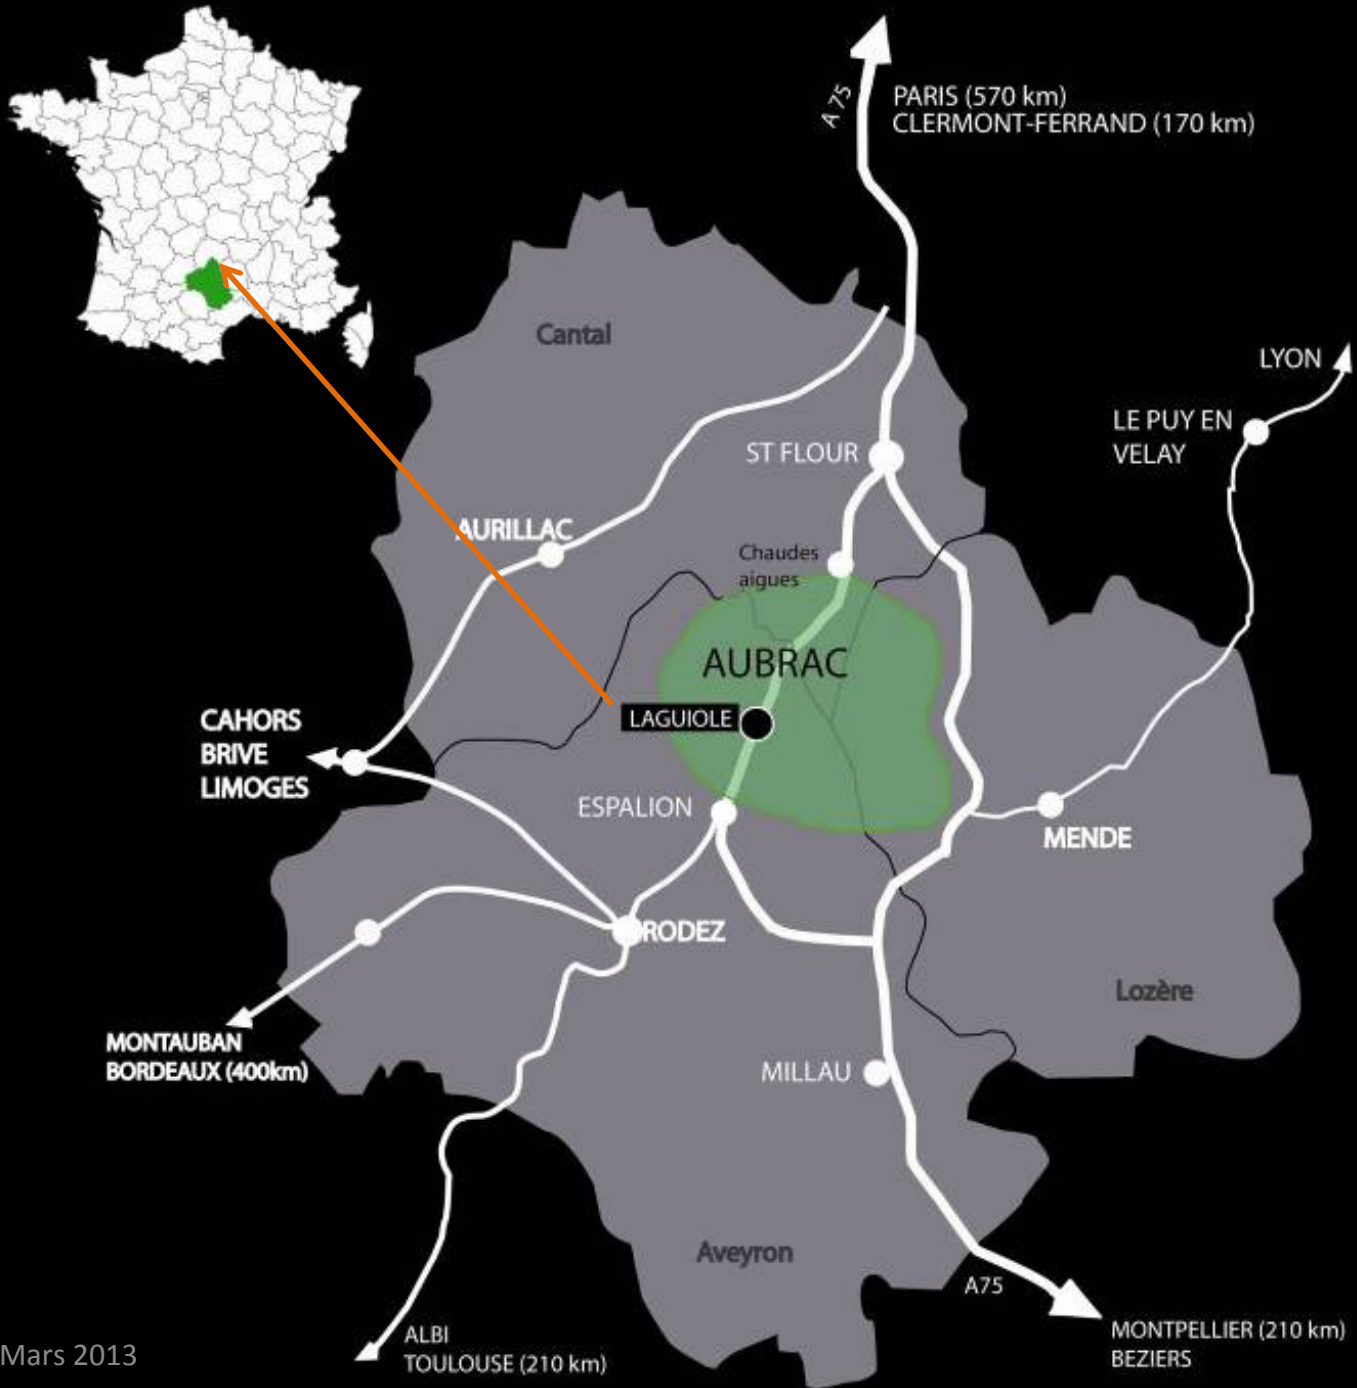 A 75
PARIS (570 km)
CLERMONT-FERRAND (170 km)
Cantal
LYON
LE PUY EN
VELAY
ST FLOUR
AURILLAC
Chaudes
aigues
AUBRAC
LAGUIOLE
CAHORS
BRIVE
LIMOGES
ESPALION
MENDE
RODEZ
Lozère
MONTAUBAN
BORDEAUX (400km)
MILLAU
Aveyron
A75
MONTPELLIER (210 km)
BEZIERS
ALBI
TOULOUSE (210 km)
Mars 2013